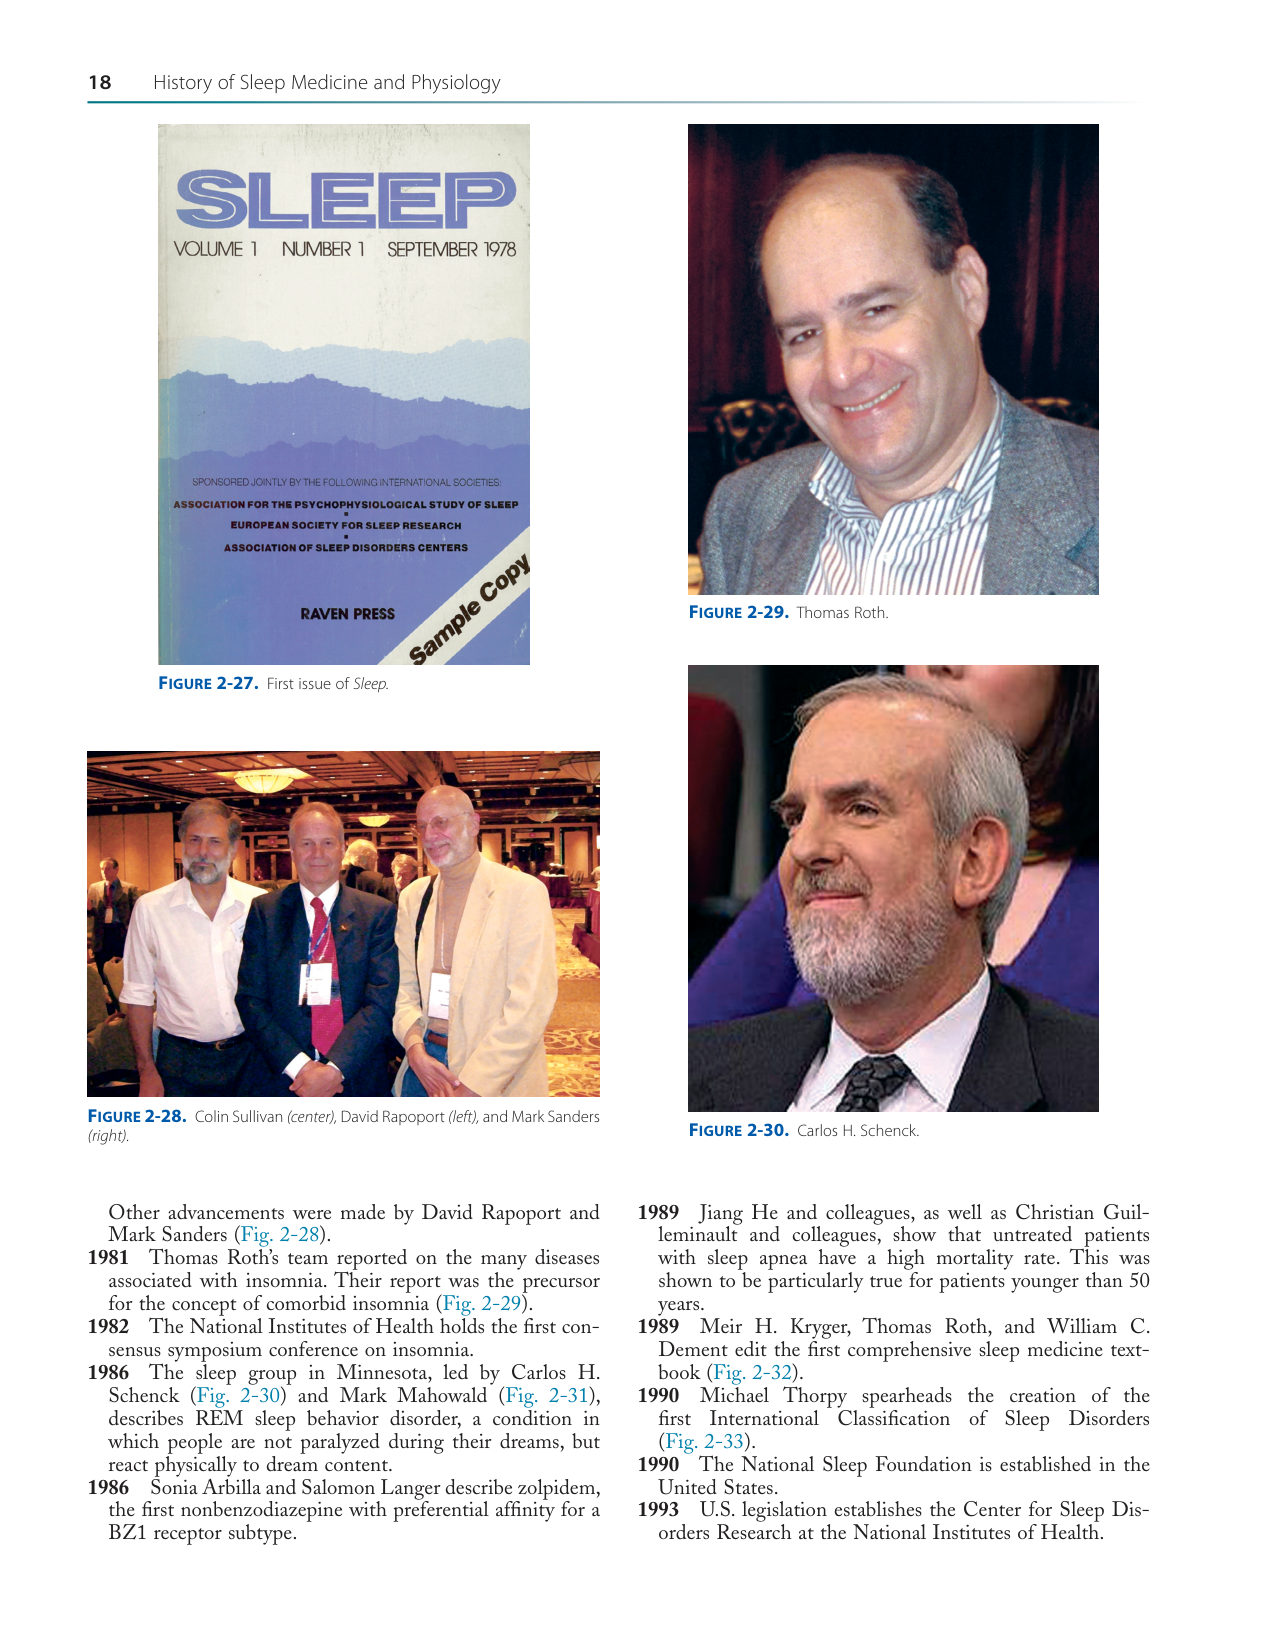 18 History of Sleep Medicine and Physiology
SLEEP
VOLUME 1 NUMBER 1 SEPTEMBER 1978
SPONSORED JOINTLY BY THE FOLLOWING INTERNATIONAL SOCIETIES:
ASSOCIATION FOR THE PSYCHOPHYSIOLOGICAL STUDY OF SLEEP
EUROPEAN SOCIETY FOR SLEEP RESEARCH
ASSOCIATION OF SLEEP DISORDERS CENTERS
RAVEN PRESS
Sample Copy
FIGURE 2-27. First issue of Sleep.
FIGURE 2-28. Colin Sullivan (center), David Rapoport (left), and Mark Sanders
(right).
FIGURE 2-29. Thomas Roth.
FIGURE 2-30. Carlos H. Schenck.
Other advancements were made by David Rapoport and
Mark Sanders (Fig. 2-28).
1981 Thomas Roth's team reported on the many diseases
associated with insomnia. Their report was the precursor
for the concept of comorbid insomnia (Fig. 2-29).
1982 The National Institutes of Health holds the first con-
sensus symposium conference on insomnia.
1986 The sleep group in Minnesota, led by Carlos H.
Schenck (Fig. 2-30) and Mark Mahowald (Fig. 2-31),
describes REM sleep behavior disorder, a condition in
which people are not paralyzed during their dreams, but
react physically to dream content.
1986 Sonia Arbilla and Salomon Langer describe zolpidem,
the first nonbenzodiazepine with preferential affinity for a
BZ1 receptor subtype.
1989 Jiang He and colleagues, as well as Christian Guil-
leminault and colleagues, show that untreated patients
with sleep apnea have a high mortality rate. This was
shown to be particularly true for patients younger than 50
years.
1989 Meir H. Kryger, Thomas Roth, and William C.
Dement edit the first comprehensive sleep medicine text-
book (Fig. 2-32).
1990 Michael Thorpy spearheads the creation of the
first International Classification of Sleep Disorders
(Fig. 2-33).
1990 The National Sleep Foundation is established in the
United States.
1993 U.S. legislation establishes the Center for Sleep Dis-
orders Research at the National Institutes of Health.